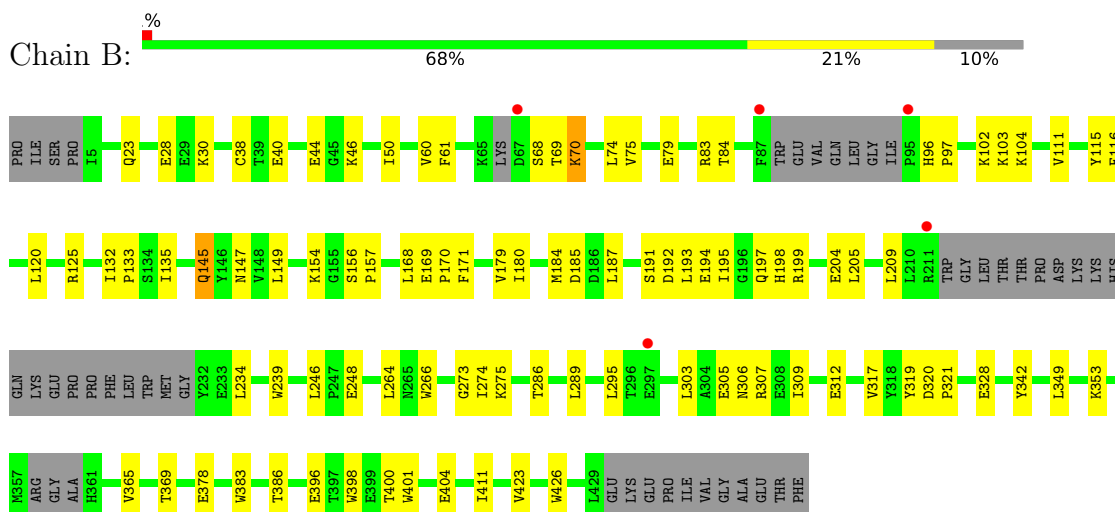 .%
Chain B:
68% 21% 10%
PRO ILE SER PRO I5 Q23 E28 E29 K30 C38 T39 E40 E44 G45 K46 I50 V60 F61 K65 LYS D67 S68 T69 K70 L74 V75 E79 R83 T84 F87 TRP GLU VAL GLN LEU GLY ILE P95 H96 P97 K102 K103 K104 V111 Y115
L120 R125 I132 P133 S134 I135 Q145 Y146 N147 V148 L149 K154 G155 S156 P157 L168 E169 P170 F171 V179 I180 M184 D185 D186 L187 S191 D192 L193 E194 I195 G196 Q197 H198 R199 E204 L205 L209 L210 R211 TRP GLY LEU THR THR PRO ASP LYS LYS HIS
GLN LYS GLU PRO PRO PHE LEU TRP MET GLY Y232 E233 L234 W239 L246 P247 E248 L264 N265 W266 G273 I274 K275 T286 L289 L295 T296 E297 L303 A304 E305 N306 R307 E308 I309 E312 V317 Y318 Y319 D320 P321 E328 Y342 L349 K353
M357 ARG GLY ALA H361 V365 T369 E378 W383 T386 E396 T397 W398 E399 T400 W401 E404 I411 V423 W426 L429 GLU LYS GLU PRO ILE VAL GLY ALA GLU THR PHE